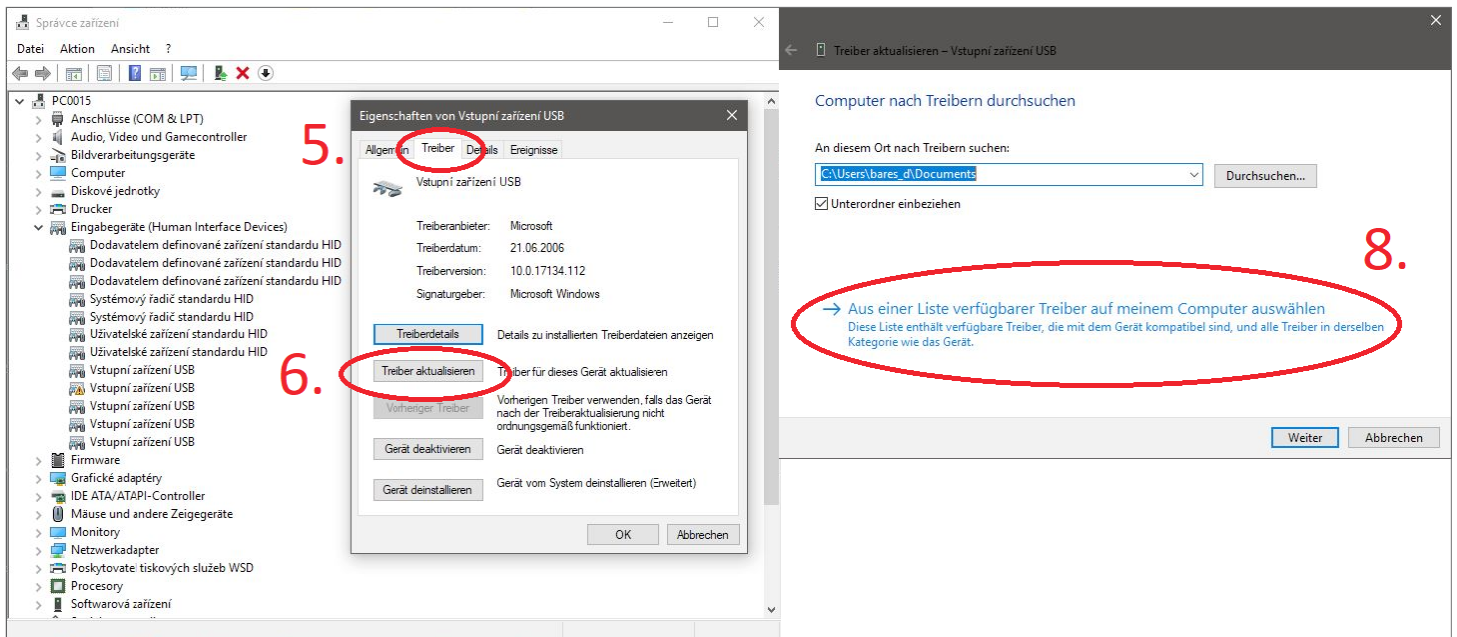 Správce zařízení
Datei Aktion Ansicht ?
PC0015
Anschlüsse (COM & LPT)
Audio, Video und Gamecontroller
Bildverarbeitungsgeräte
Computer
Diskové jednotky
Drucker
Eingabegeräte (Human Interface Devices)
Dodavatelem definované zařízení standardu HID
Dodavatelem definované zařízení standardu HID
Dodavatelem definované zařízení standardu HID
Systémový řadič standardu HID
Systémový řadič standardu HID
Uživatelské zařízení standardu HID
Uživatelské zařízení standardu HID
Vstupní zařízení USB
Vstupní zařízení USB
Vstupní zařízení USB
Vstupní zařízení USB
Vstupní zařízení USB
Firmware
Grafické adaptéry
IDE ATA/ATAPI-Controller
Mäuse und andere Zeigegeräte
Monitory
Netzwerkadapter
Poskytovatel tiskových služeb WSD
Procesory
Softwarová zařízení
5.
Eigenschaften von Vstupní zařízení USB
Allgemein Treiber Details Ereignisse
Vstupní zařízení USB
Treiberanbieter: Microsoft
Treiberdatum: 21.06.2006
Treiberversion: 10.0.17134.112
Signaturgeber: Microsoft Windows
Treiberdetails Details zu installierten Treiberdateien anzeigen
6.
Treiber aktualisieren Treiber für dieses Gerät aktualisieren
Vorheriger Treiber Vorherigen Treiber verwenden, falls das Gerät
nach der Treiberaktualisierung nicht
ordnungsgemäß funktioniert.
Gerät deaktivieren Gerät deaktivieren
Gerät deinstallieren Gerät vom System deinstallieren (Erweitert)
OK Abbrechen
Treiber aktualisieren – Vstupní zařízení USB
Computer nach Treibern durchsuchen
An diesem Ort nach Treibern suchen:
C:\Users\bares_d\Documents Durchsuchen...
Unterordner einbeziehen
8.
Aus einer Liste verfügbarer Treiber auf meinem Computer auswählen
Diese Liste enthält verfügbare Treiber, die mit dem Gerät kompatibel sind, und alle Treiber in derselben
Kategorie wie das Gerät.
Weiter Abbrechen